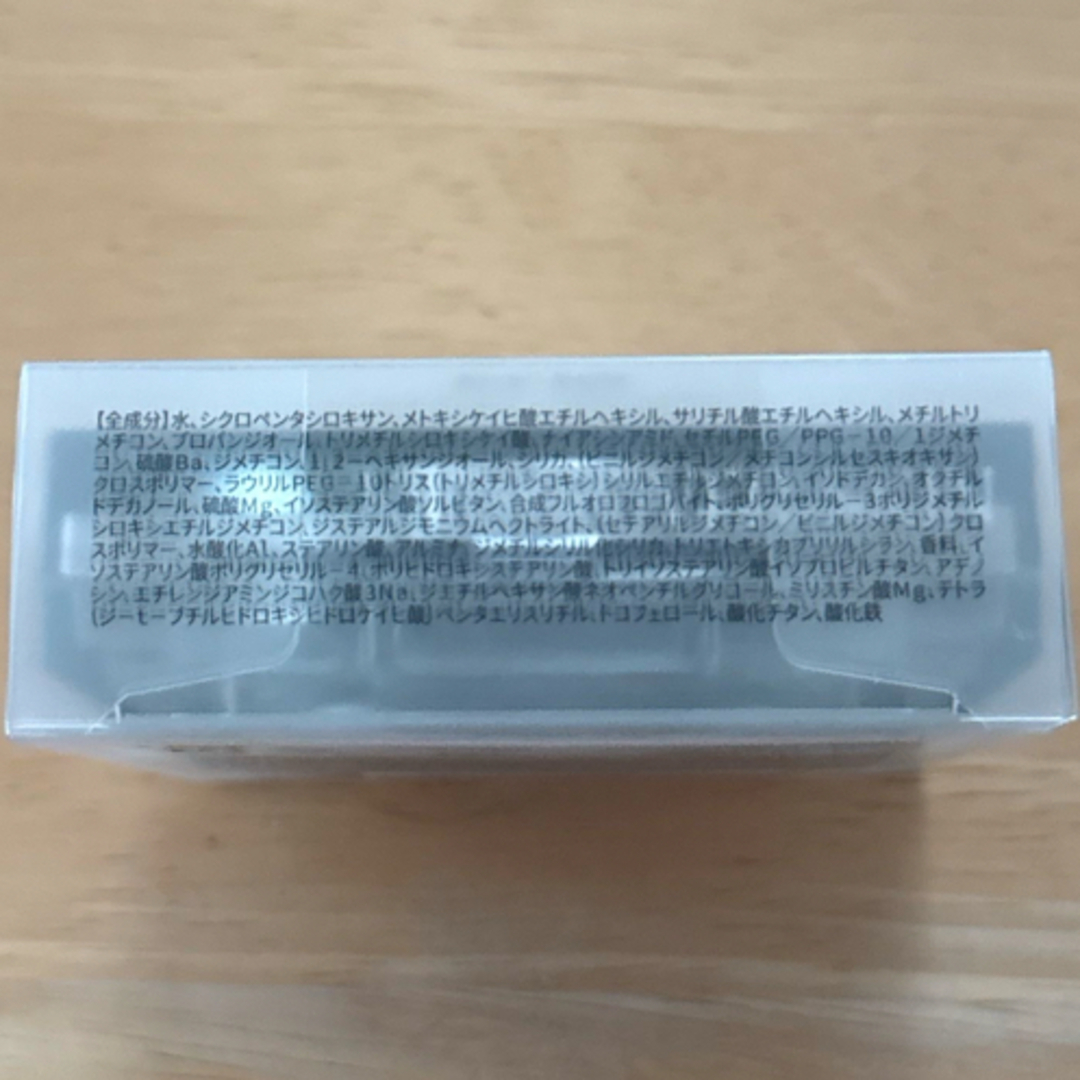 【全成分】水、シクロペンタシロキサン、メトキシケイヒ酸エチルヘキシル、サリチル酸エチルヘキシル、メチルトリ
メチコン、プロパンジオール、トリメチルシロキシケイ酸、ナイアシンアミド、セチルPEG／PPG－10／1ジメチ
コン、硫酸Ba、ジメチコン、1，2－ヘキサンジオール、シリカ、（ビニルジメチコン／メチコンシルセスキオキサン）
クロスポリマー、ラウリルPEG－10トリス（トリメチルシロキシ）シリルエチルジメチコン、イソドデカン、オクチル
ドデカノール、硫酸Mg、イソステアリン酸ソルビタン、合成フルオロフロゴパイト、ポリグリセリル－3ポリジメチル
シロキシエチルジメチコン、ジステアルジモニウムヘクトライト、（セテアリルジメチコン／ビニルジメチコン）クロ
スポリマー、水酸化Al、ステアリン酸、アルミナ、ジメチルシリル化シリカ、トリエトキシカプリリルシラン、香料、イ
ソステアリン酸ポリグリセリル－4、ポリヒドロキシステアリン酸、トリイソステアリン酸イソプロピルチタン、アデノ
シン、エチレンジアミンジコハク酸3Na、ジエチルヘキサン酸ネオペンチルグリコール、ミリスチン酸Mg、テトラ
（ジ－t－ブチルヒドロキシヒドロケイヒ酸）ペンタエリスリチル、トコフェロール、酸化チタン、酸化鉄